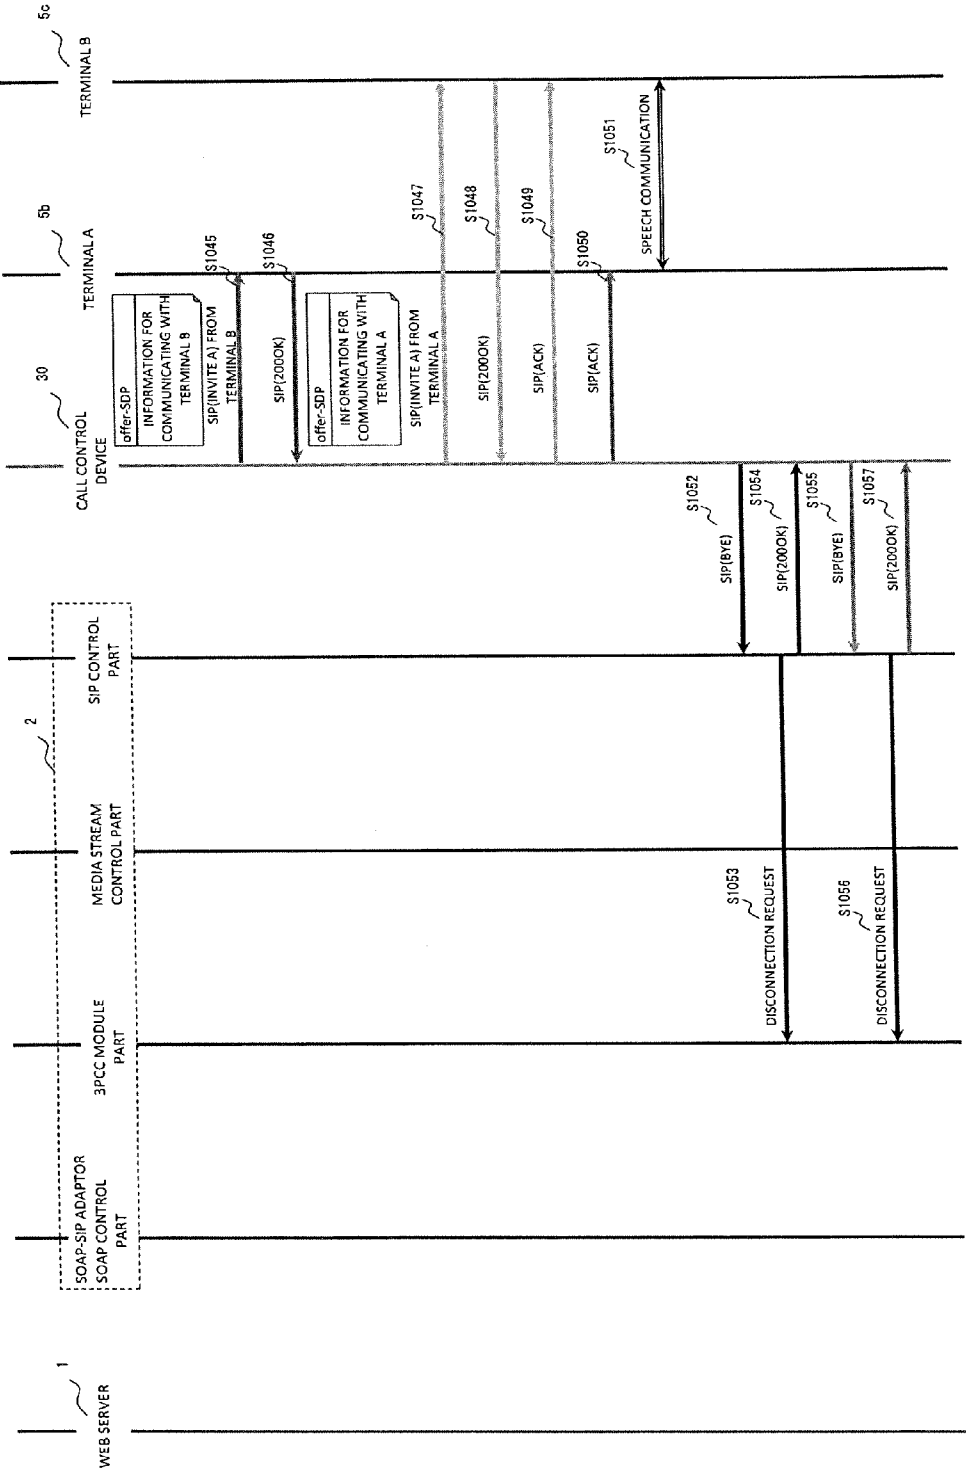 1
WEB SERVER
2
SOAP-SIP ADAPTOR
SOAP CONTROL
PART
3PCC MODULE
PART
MEDIA STREAM
CONTROL PART
SIP CONTROL
PART
30
CALL CONTROL
DEVICE
5b
TERMINAL A
5c
TERMINAL B
offer-SDP
INFORMATION FOR
COMMUNICATING WITH
TERMINAL B
SIP(INVITE A) FROM
TERMINAL B
S1045
SIP(200OK)
S1046
offer-SDP
INFORMATION FOR
COMMUNICATING WITH
TERMINAL A
SIP(INVITE A) FROM
TERMINAL A
S1047
SIP(200OK)
S1048
SIP(ACK)
S1049
SIP(ACK)
S1050
S1051
SPEECH COMMUNICATION
SIP(BYE)
S1052
S1053
DISCONNECTION REQUEST
SIP(200OK)
S1054
SIP(BYE)
S1055
S1056
DISCONNECTION REQUEST
SIP(200OK)
S1057